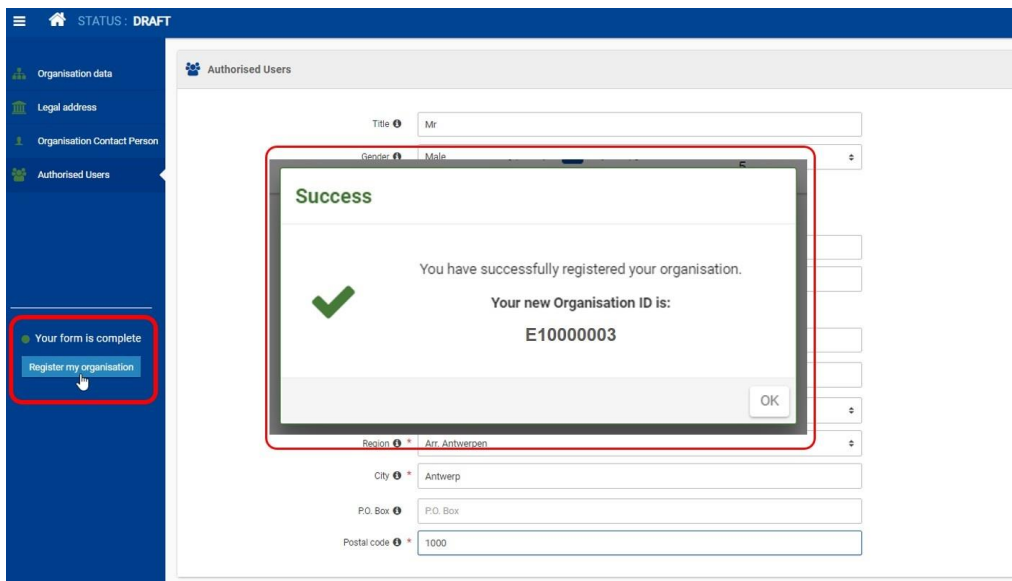 STATUS : DRAFT
Organisation data
Legal address
Organisation Contact Person
Authorised Users
Your form is complete
Register my organisation
Authorised Users
Title
Mr
Gender
Male
Success
You have successfully registered your organisation.
Your new Organisation ID is:
E10000003
OK
Region *
Arr. Antwerpen
City *
Antwerp
P.O. Box
P.O. Box
Postal code *
1000